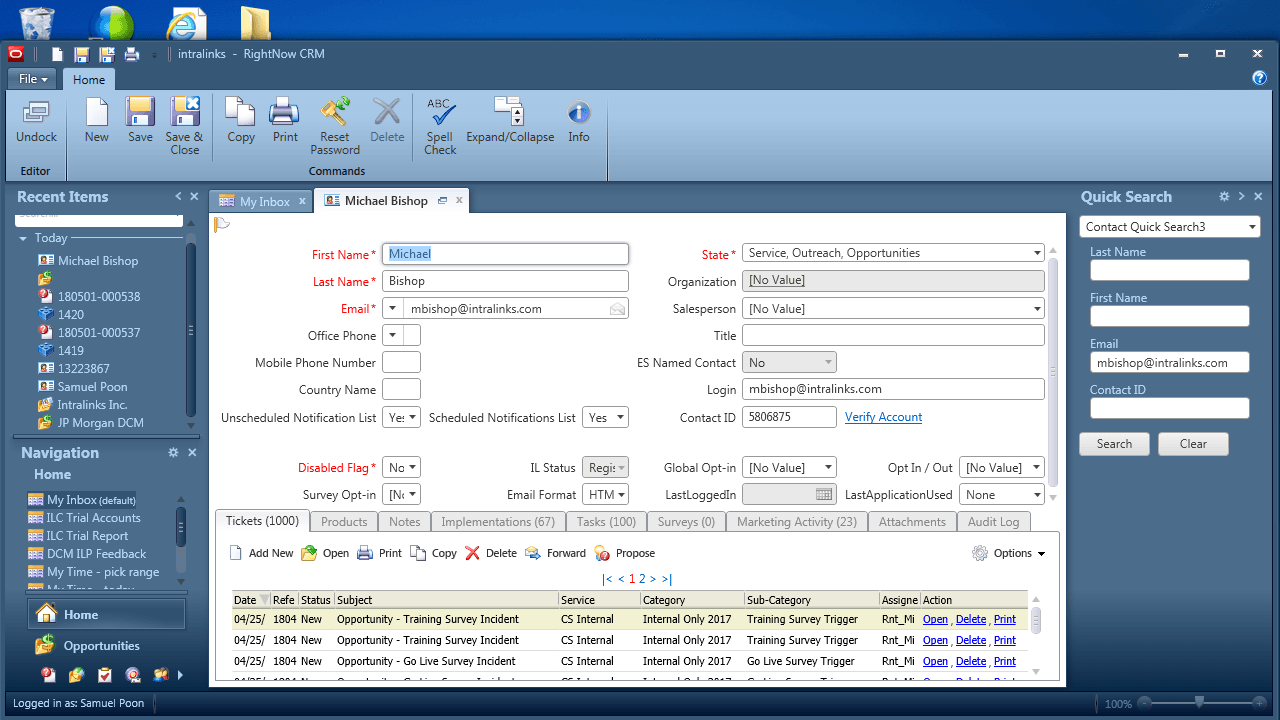 intralinks - RightNow CRM
File
Home
Undock
New
Save
Save & Close
Copy
Print
Reset Password
Delete
ABC
Spell Check
Expand/Collapse
Info
Editor
Commands
Recent Items
Today
Michael Bishop
180501-000538
1420
180501-000537
1419
13223867
Samuel Poon
Intralinks Inc.
JP Morgan DCM
Navigation
Home
My Inbox (default)
ILC Trial Accounts
ILC Trial Report
DCM ILP Feedback
My Time - pick range
My Time - today
Home
Opportunities
My Inbox
Michael Bishop
First Name * Michael
State * Service, Outreach, Opportunities
Last Name * Bishop
Organization [No Value]
Email * mbishop@intralinks.com
Salesperson [No Value]
Office Phone
Title
Mobile Phone Number
ES Named Contact No
Country Name
Login mbishop@intralinks.com
Unscheduled Notification List Yes
Scheduled Notifications List Yes
Contact ID 5806875 Verify Account
Disabled Flag * No
IL Status Regis
Global Opt-in [No Value]
Opt In / Out [No Value]
Survey Opt-in [No
Email Format HTM
LastLoggedIn
LastApplicationUsed None
Tickets (1000) Products Notes Implementations (67) Tasks (100) Surveys (0) Marketing Activity (23) Attachments Audit Log
Add New Open Print Copy Delete Forward Propose Options
|< < 1 2 > >|
Date Refe Status Subject Service Category Sub-Category Assigne Action
04/25/ 1804 New Opportunity - Training Survey Incident CS Internal Internal Only 2017 Training Survey Trigger Rnt_Mi Open , Delete , Print
04/25/ 1804 New Opportunity - Training Survey Incident CS Internal Internal Only 2017 Training Survey Trigger Rnt_Mi Open , Delete , Print
04/25/ 1804 New Opportunity - Go Live Survey Incident CS Internal Internal Only 2017 Go Live Survey Trigger Rnt_Mi Open , Delete , Print
Quick Search
Contact Quick Search3
Last Name
First Name
Email
mbishop@intralinks.com
Contact ID
Search
Clear
Logged in as: Samuel Poon
100%